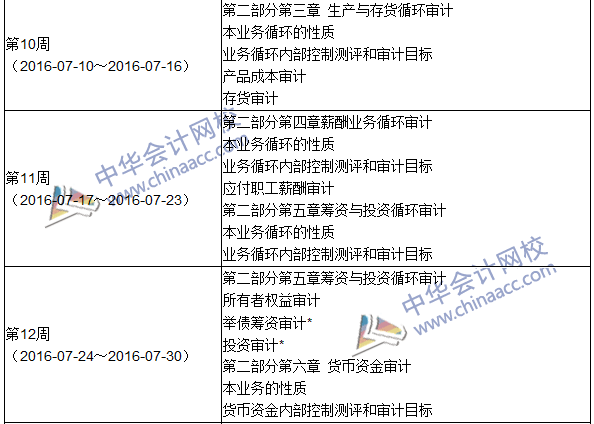 第10周
（2016-07-10～2016-07-16）
第二部分第三章 生产与存货循环审计
本业务循环的性质
业务循环内部控制测评和审计目标
产品成本审计
存货审计
第11周
（2016-07-17～2016-07-23）
第二部分第四章薪酬业务循环审计
本业务循环的性质
业务循环内部控制测评和审计目标
应付职工薪酬审计
第二部分第五章筹资与投资循环审计
本业务循环的性质
业务循环内部控制测评和审计目标
中华会计网校
www.chinaacc.com
第12周
（2016-07-24～2016-07-30）
第二部分第五章筹资与投资循环审计
所有者权益审计
举债筹资审计*
投资审计*
第二部分第六章 货币资金审计
本业务的性质
货币资金内部控制测评和审计目标
中华会计网校
www.chinaacc.com